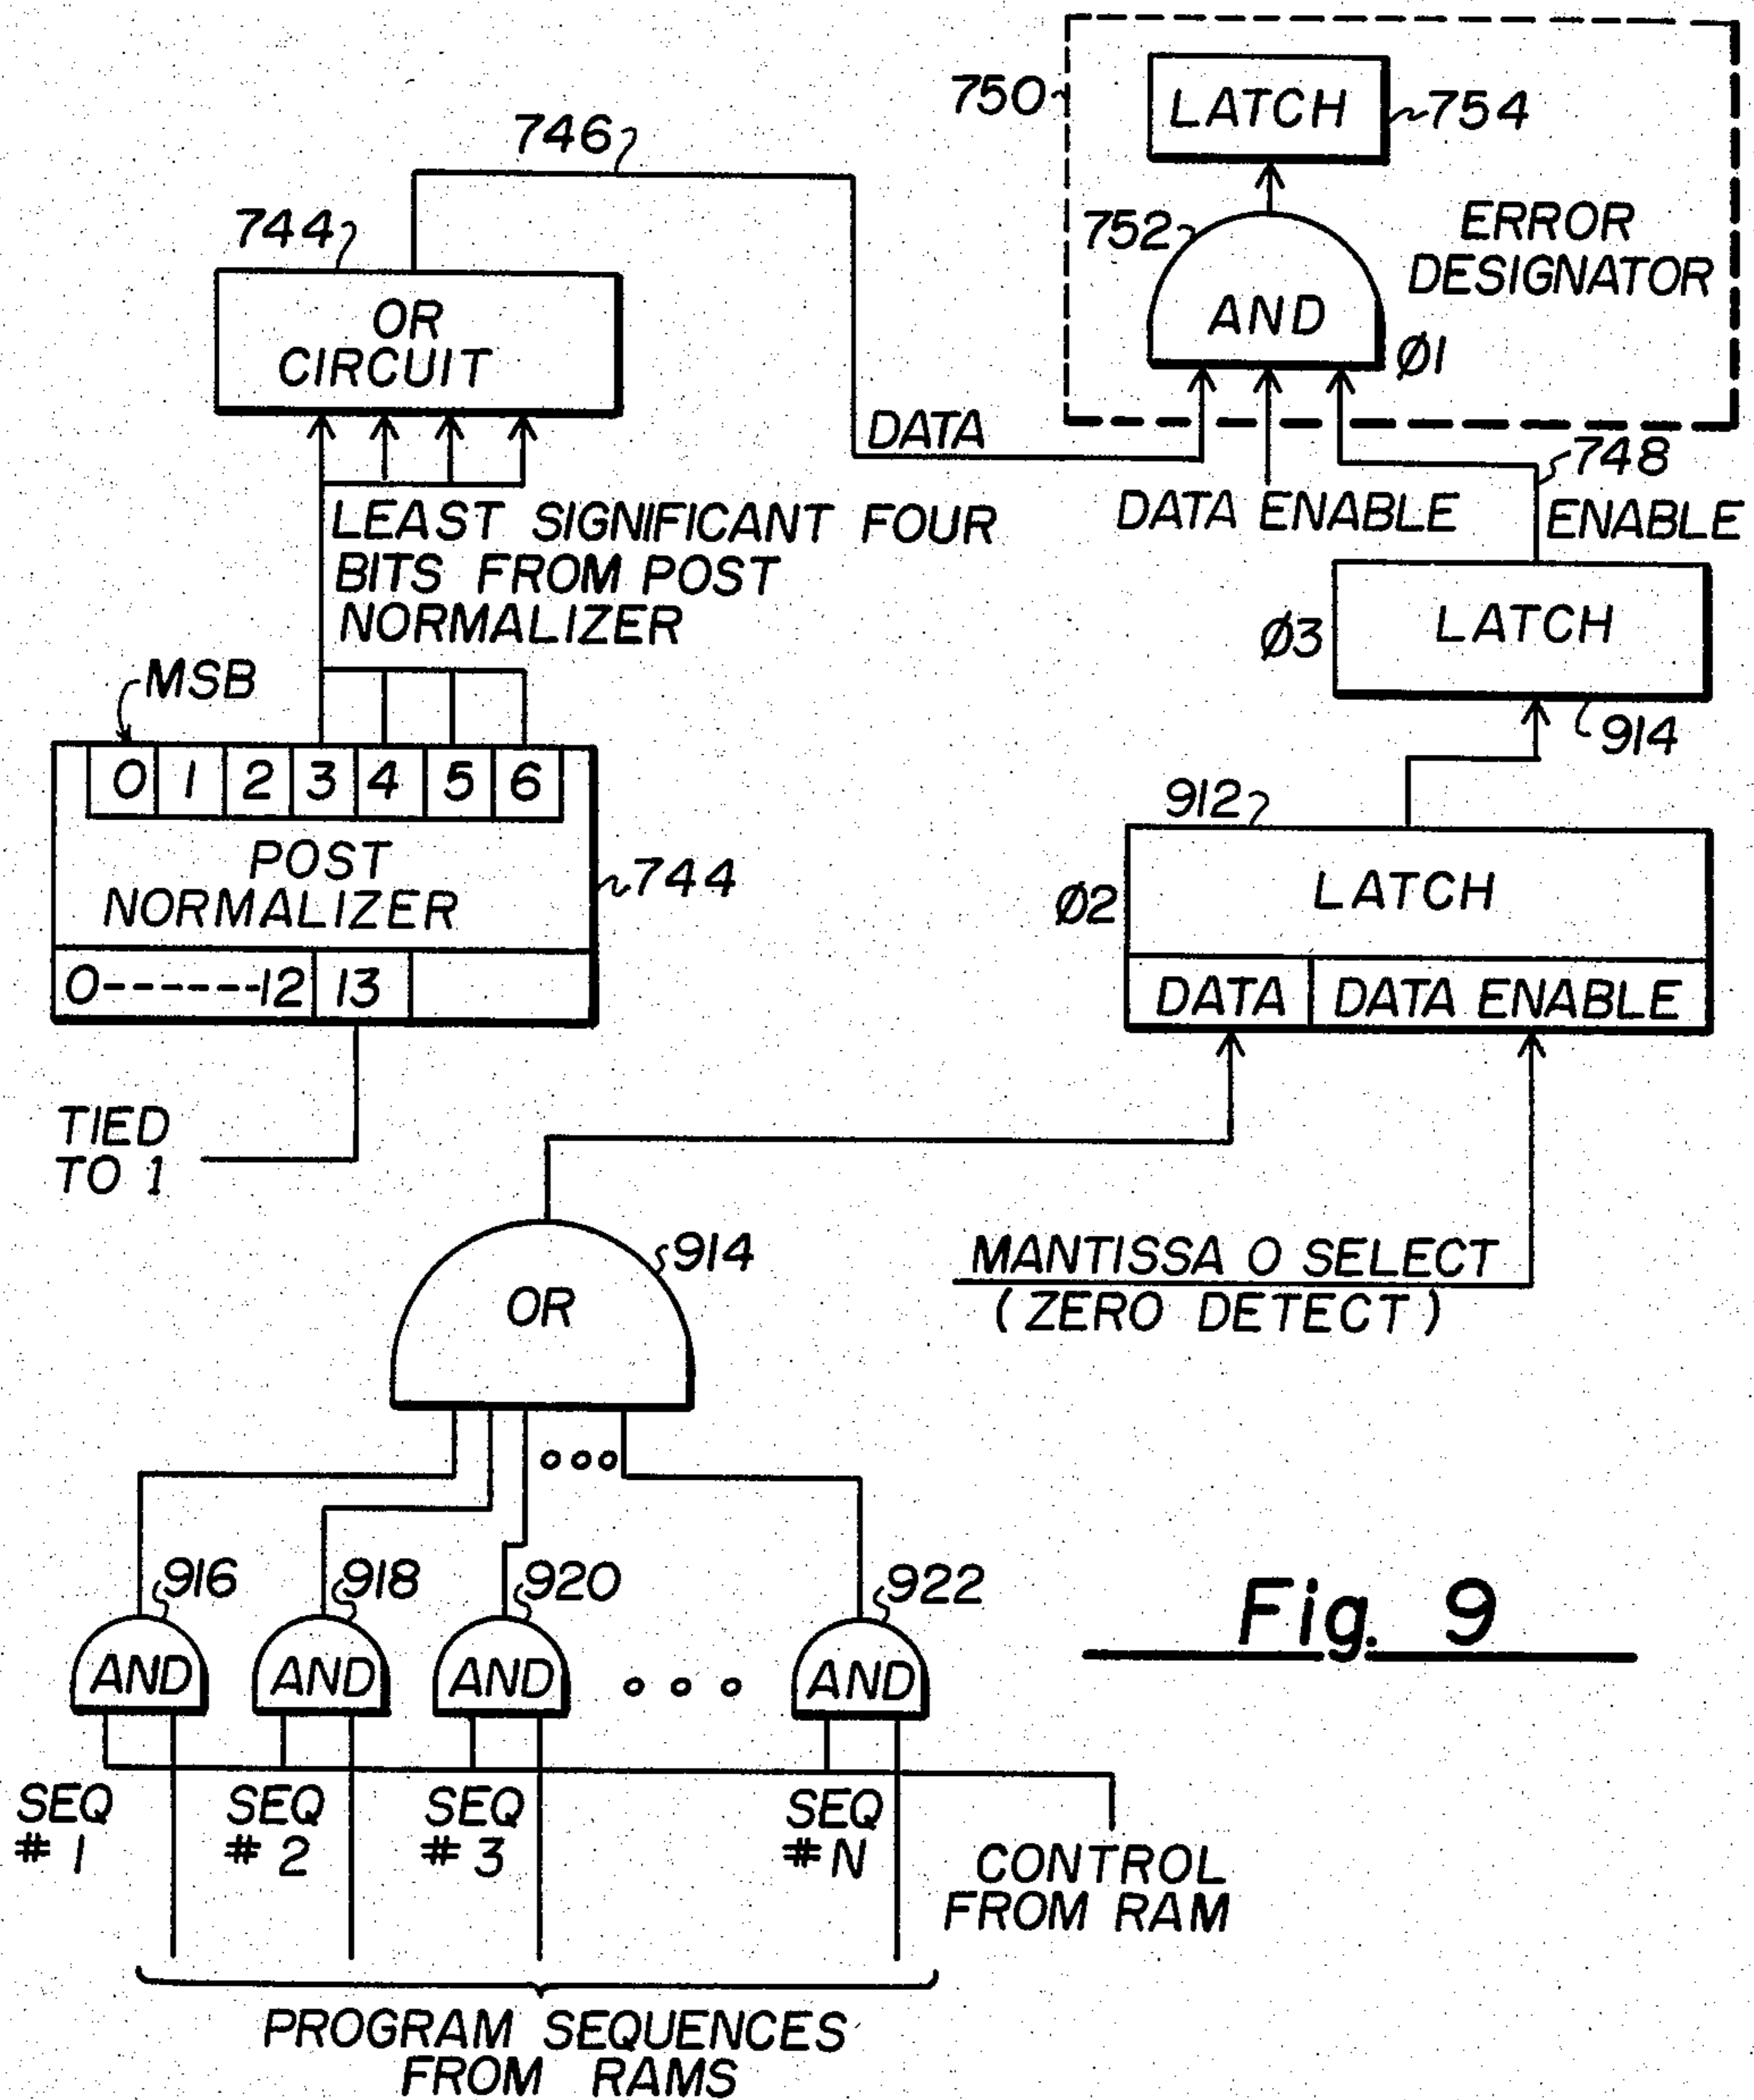 750
LATCH
754
746
752
ERROR
DESIGNATOR
744
AND
Ø1
OR
CIRCUIT
DATA
748
DATA ENABLE
ENABLE
LEAST SIGNIFICANT FOUR
BITS FROM POST
NORMALIZER
Ø3
LATCH
914
MSB
0 1 2 3 4 5 6
POST
NORMALIZER
744
912
Ø2
LATCH
0------12 13
DATA
DATA ENABLE
TIED
TO 1
914
OR
MANTISSA O SELECT
(ZERO DETECT)
916
918
920
922
AND
AND
AND
AND
Fig. 9
SEQ
# 1
SEQ
# 2
SEQ
# 3
SEQ
# N
CONTROL
FROM RAM
PROGRAM SEQUENCES
FROM RAMS